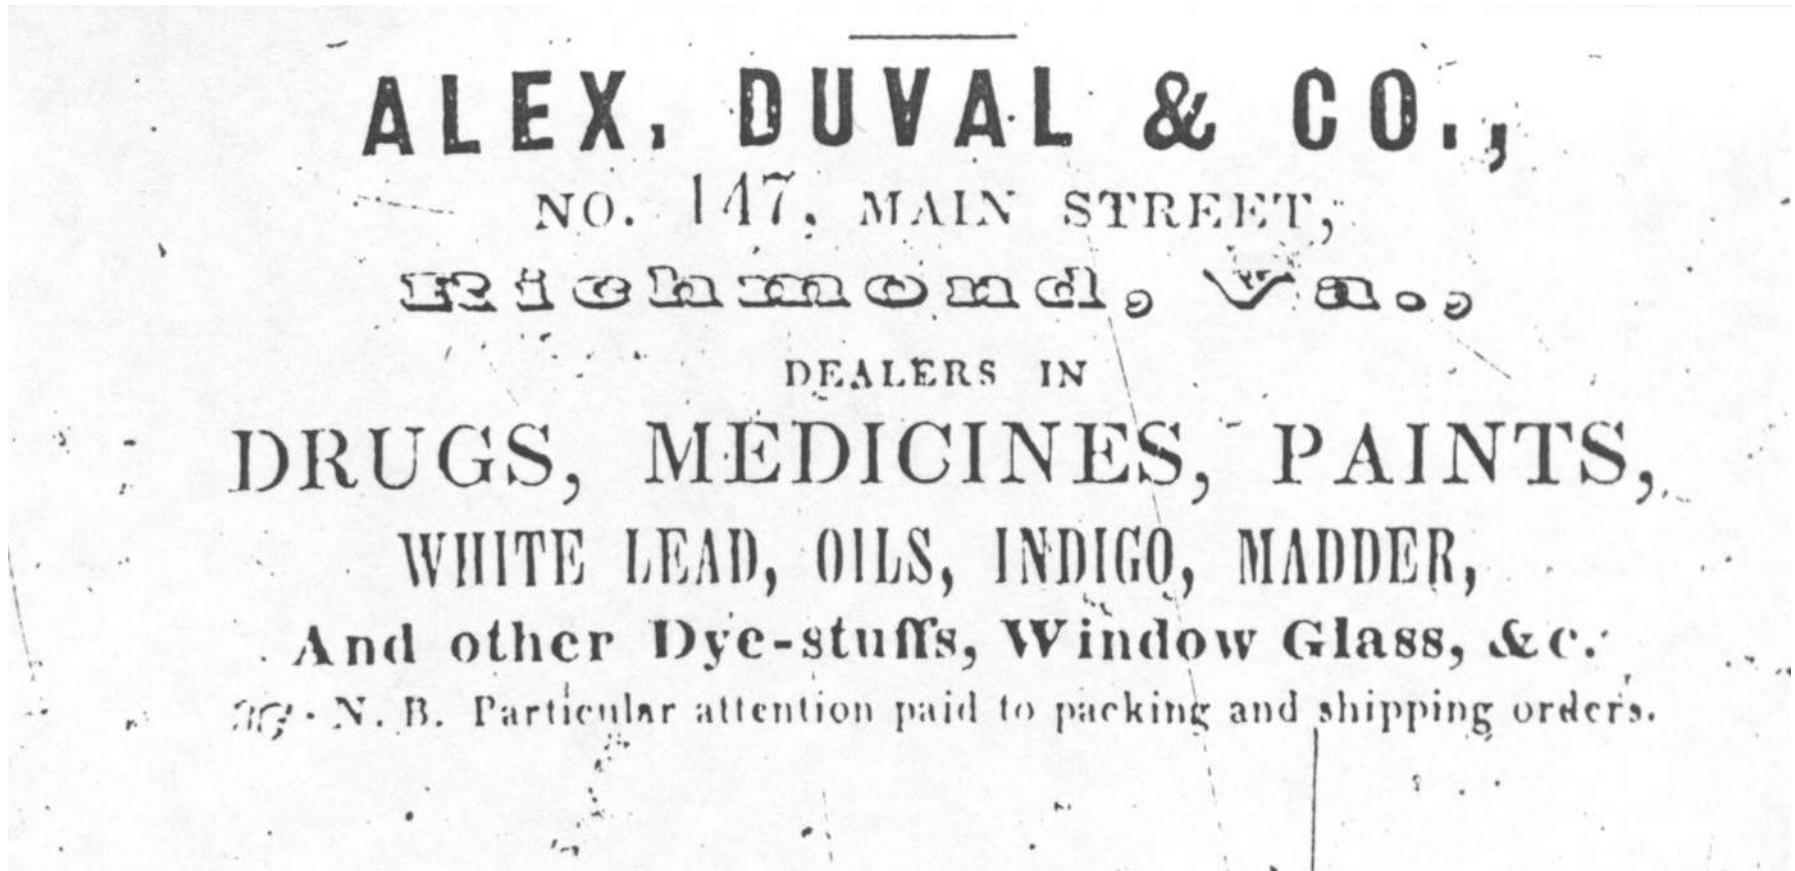 ALEX. DUVAL & CO.,
NO. 147, MAIN STREET,
Richmond, Va.,
DEALERS IN
DRUGS, MEDICINES, PAINTS,
WHITE LEAD, OILS, INDIGO, MADDER,
And other Dye-stuffs, Window Glass, &c.
N. B. Particular attention paid to packing and shipping orders.